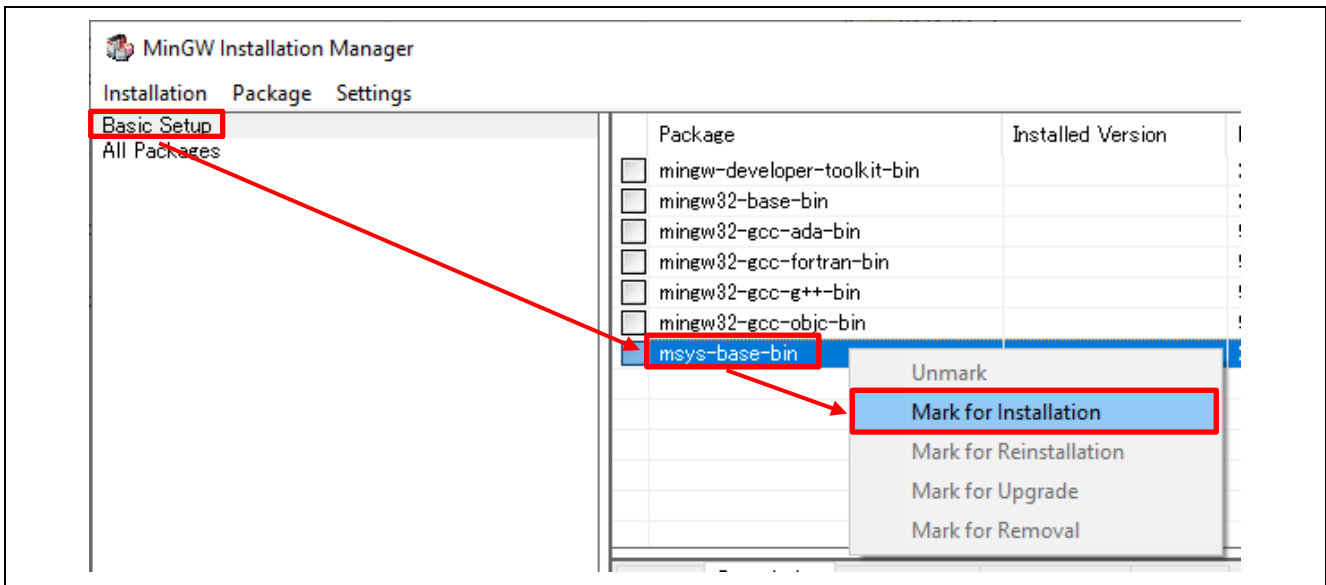 MinGW Installation Manager
Installation Package Settings
Basic Setup
All Packages
Package Installed Version
mingw-developer-toolkit-bin
mingw32-base-bin
mingw32-gcc-ada-bin
mingw32-gcc-fortran-bin
mingw32-gcc-g++-bin
mingw32-gcc-objc-bin
msys-base-bin
Unmark
Mark for Installation
Mark for Reinstallation
Mark for Upgrade
Mark for Removal